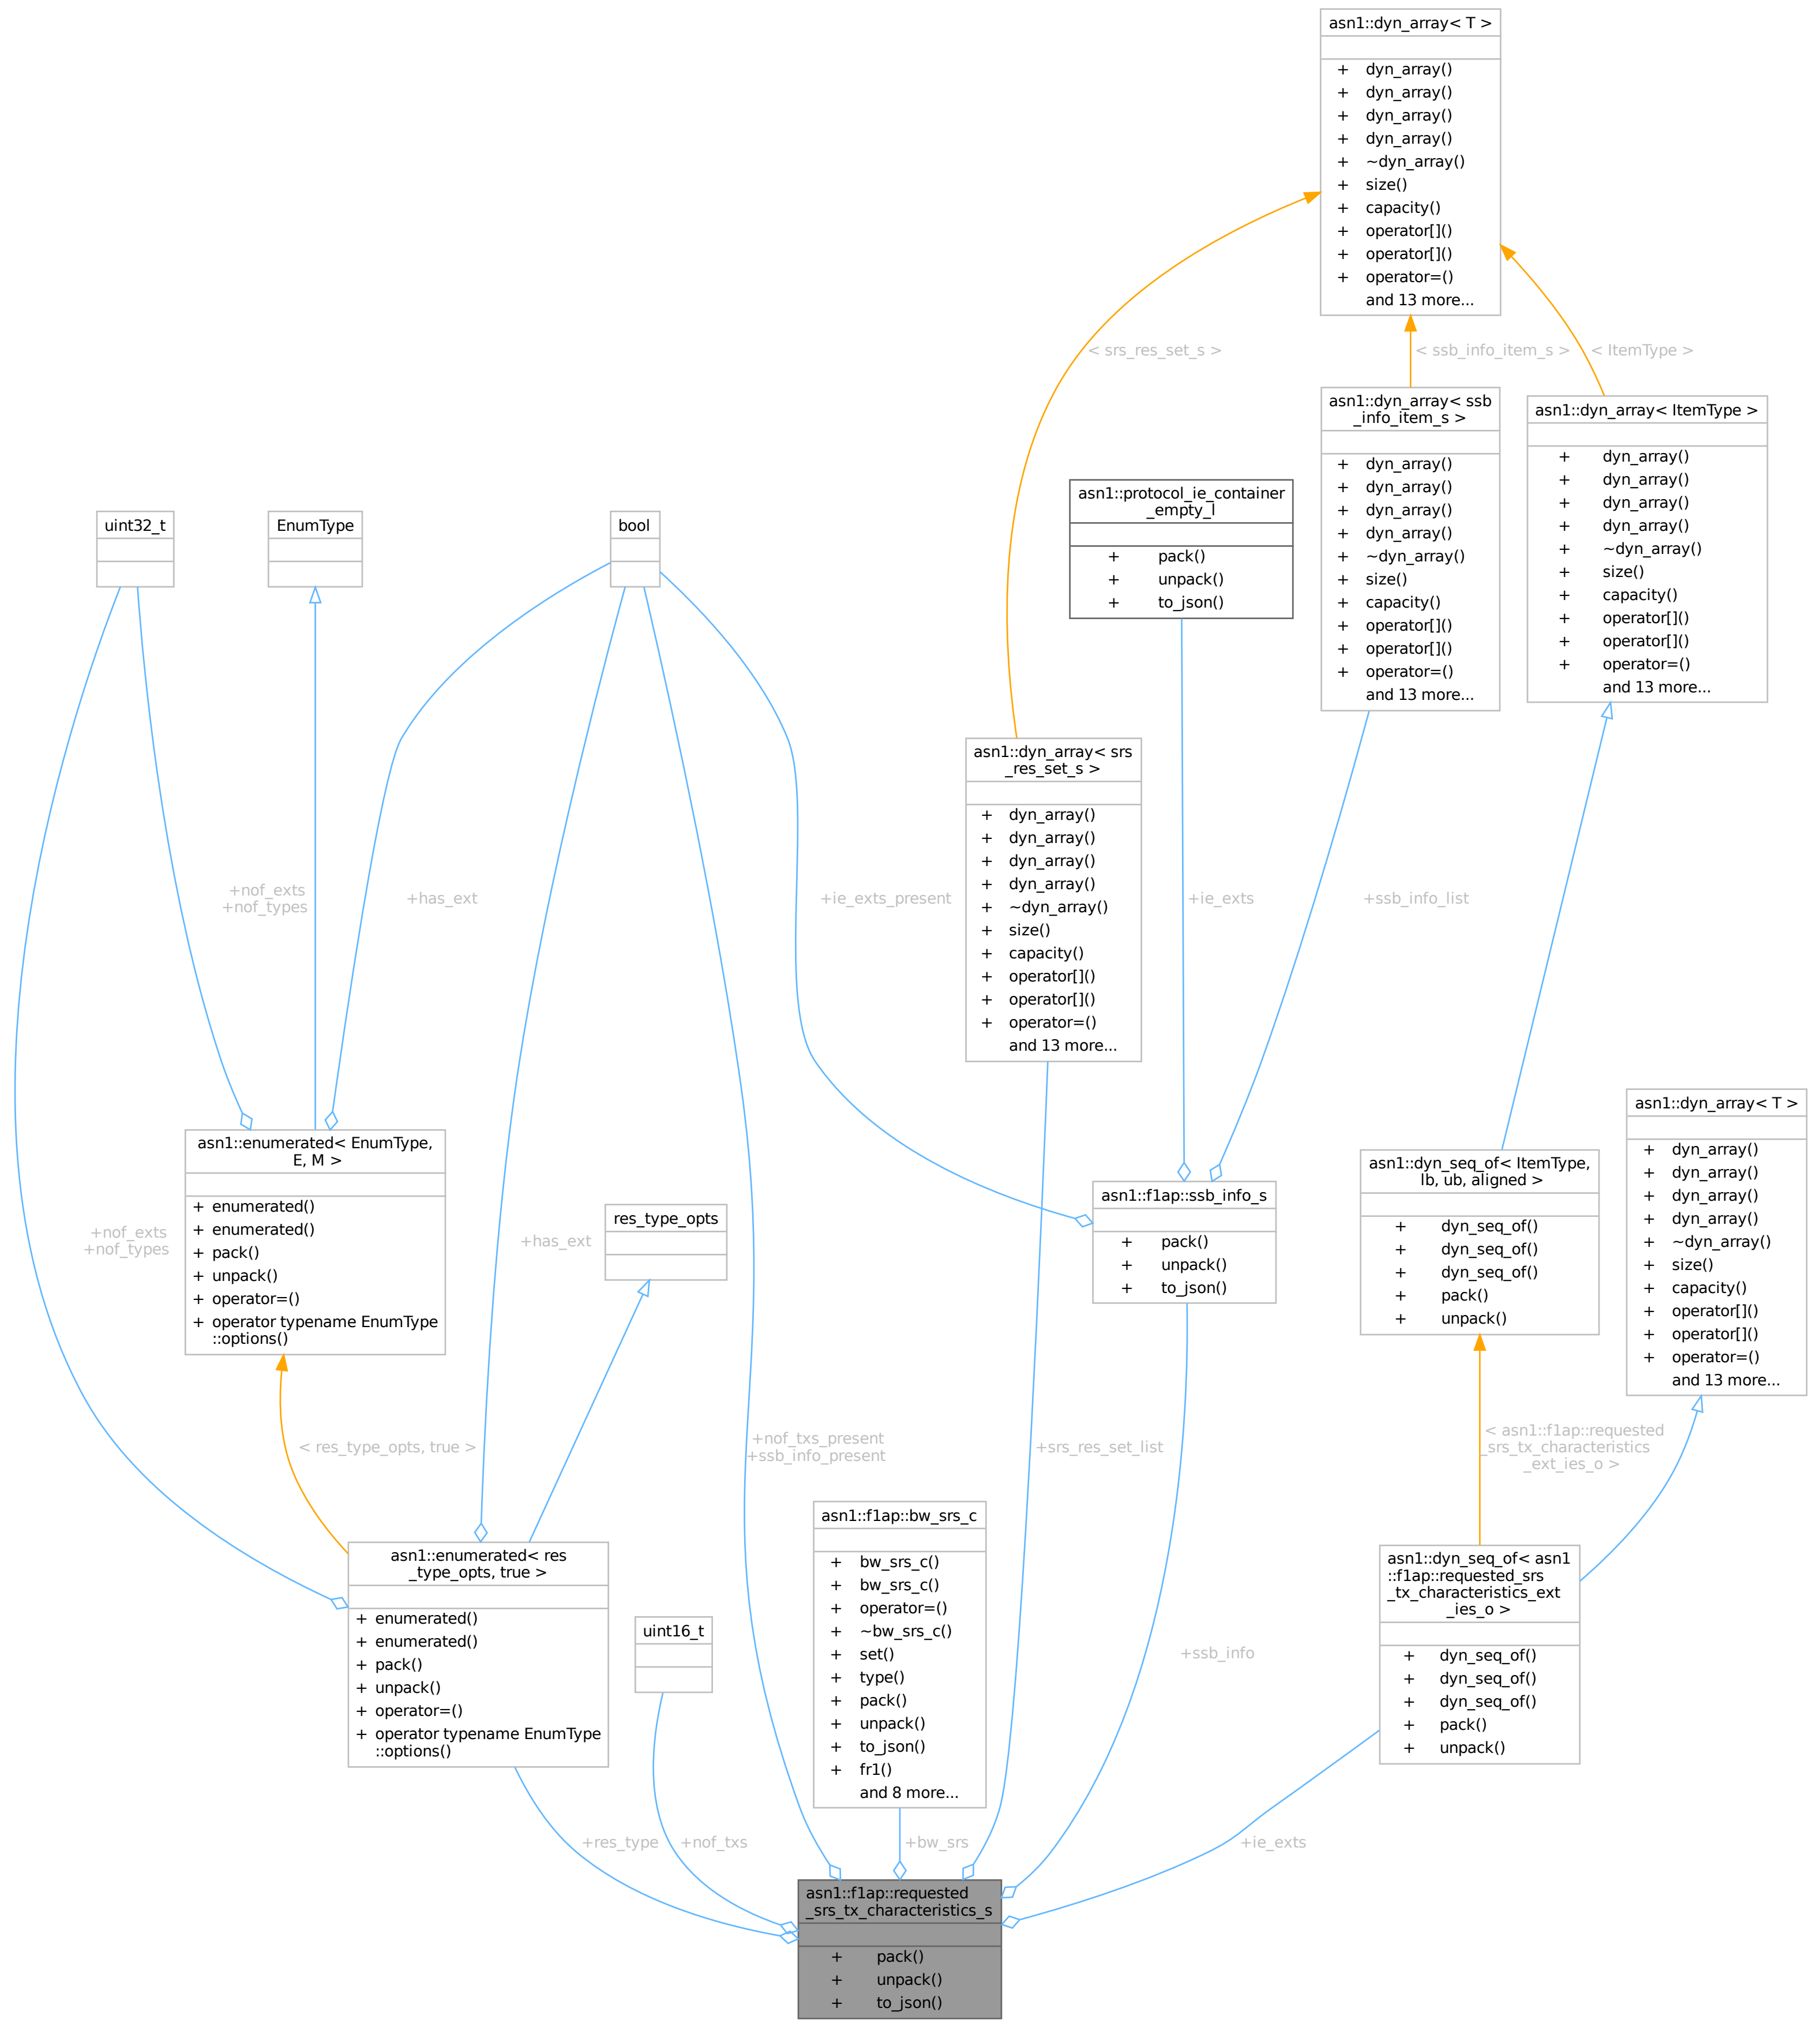 asn1::dyn_array< T >
+ dyn_array()
+ dyn_array()
+ dyn_array()
+ dyn_array()
+ ~dyn_array()
+ size()
+ capacity()
+ operator[]()
+ operator[]()
+ operator=()
and 13 more...
< srs_res_set_s >
< ssb_info_item_s >
< ItemType >
asn1::dyn_array< ssb
_info_item_s >
+ dyn_array()
+ dyn_array()
+ dyn_array()
+ dyn_array()
+ ~dyn_array()
+ size()
+ capacity()
+ operator[]()
+ operator[]()
+ operator=()
and 13 more...
asn1::dyn_array< ItemType >
+ dyn_array()
+ dyn_array()
+ dyn_array()
+ dyn_array()
+ ~dyn_array()
+ size()
+ capacity()
+ operator[]()
+ operator[]()
+ operator=()
and 13 more...
asn1::protocol_ie_container
_empty_l
+ pack()
+ unpack()
+ to_json()
uint32_t
EnumType
bool
asn1::dyn_array< srs
_res_set_s >
+ dyn_array()
+ dyn_array()
+ dyn_array()
+ dyn_array()
+ ~dyn_array()
+ size()
+ capacity()
+ operator[]()
+ operator[]()
+ operator=()
and 13 more...
+nof_exts
+nof_types
+has_ext
+ie_exts_present
+ie_exts
+ssb_info_list
asn1::dyn_array< T >
+ dyn_array()
+ dyn_array()
+ dyn_array()
+ dyn_array()
+ ~dyn_array()
+ size()
+ capacity()
+ operator[]()
+ operator[]()
+ operator=()
and 13 more...
asn1::enumerated< EnumType,
E, M >
+ enumerated()
+ enumerated()
+ pack()
+ unpack()
+ operator=()
+ operator typename EnumType
::options()
asn1::dyn_seq_of< ItemType,
lb, ub, aligned >
+ dyn_seq_of()
+ dyn_seq_of()
+ dyn_seq_of()
+ pack()
+ unpack()
asn1::f1ap::ssb_info_s
+ pack()
+ unpack()
+ to_json()
res_type_opts
+nof_exts
+nof_types
+has_ext
< res_type_opts, true >
+nof_txs_present
+ssb_info_present
+srs_res_set_list
< asn1::f1ap::requested
_srs_tx_characteristics
_ext_ies_o >
asn1::f1ap::bw_srs_c
+ bw_srs_c()
+ bw_srs_c()
+ operator=()
+ ~bw_srs_c()
+ set()
+ type()
+ pack()
+ unpack()
+ to_json()
+ fr1()
and 8 more...
asn1::enumerated< res
_type_opts, true >
+ enumerated()
+ enumerated()
+ pack()
+ unpack()
+ operator=()
+ operator typename EnumType
::options()
asn1::dyn_seq_of< asn1
::f1ap::requested_srs
_tx_characteristics_ext
_ies_o >
+ dyn_seq_of()
+ dyn_seq_of()
+ dyn_seq_of()
+ pack()
+ unpack()
uint16_t
+ssb_info
+res_type
+nof_txs
+bw_srs
+ie_exts
asn1::f1ap::requested
_srs_tx_characteristics_s
+ pack()
+ unpack()
+ to_json()